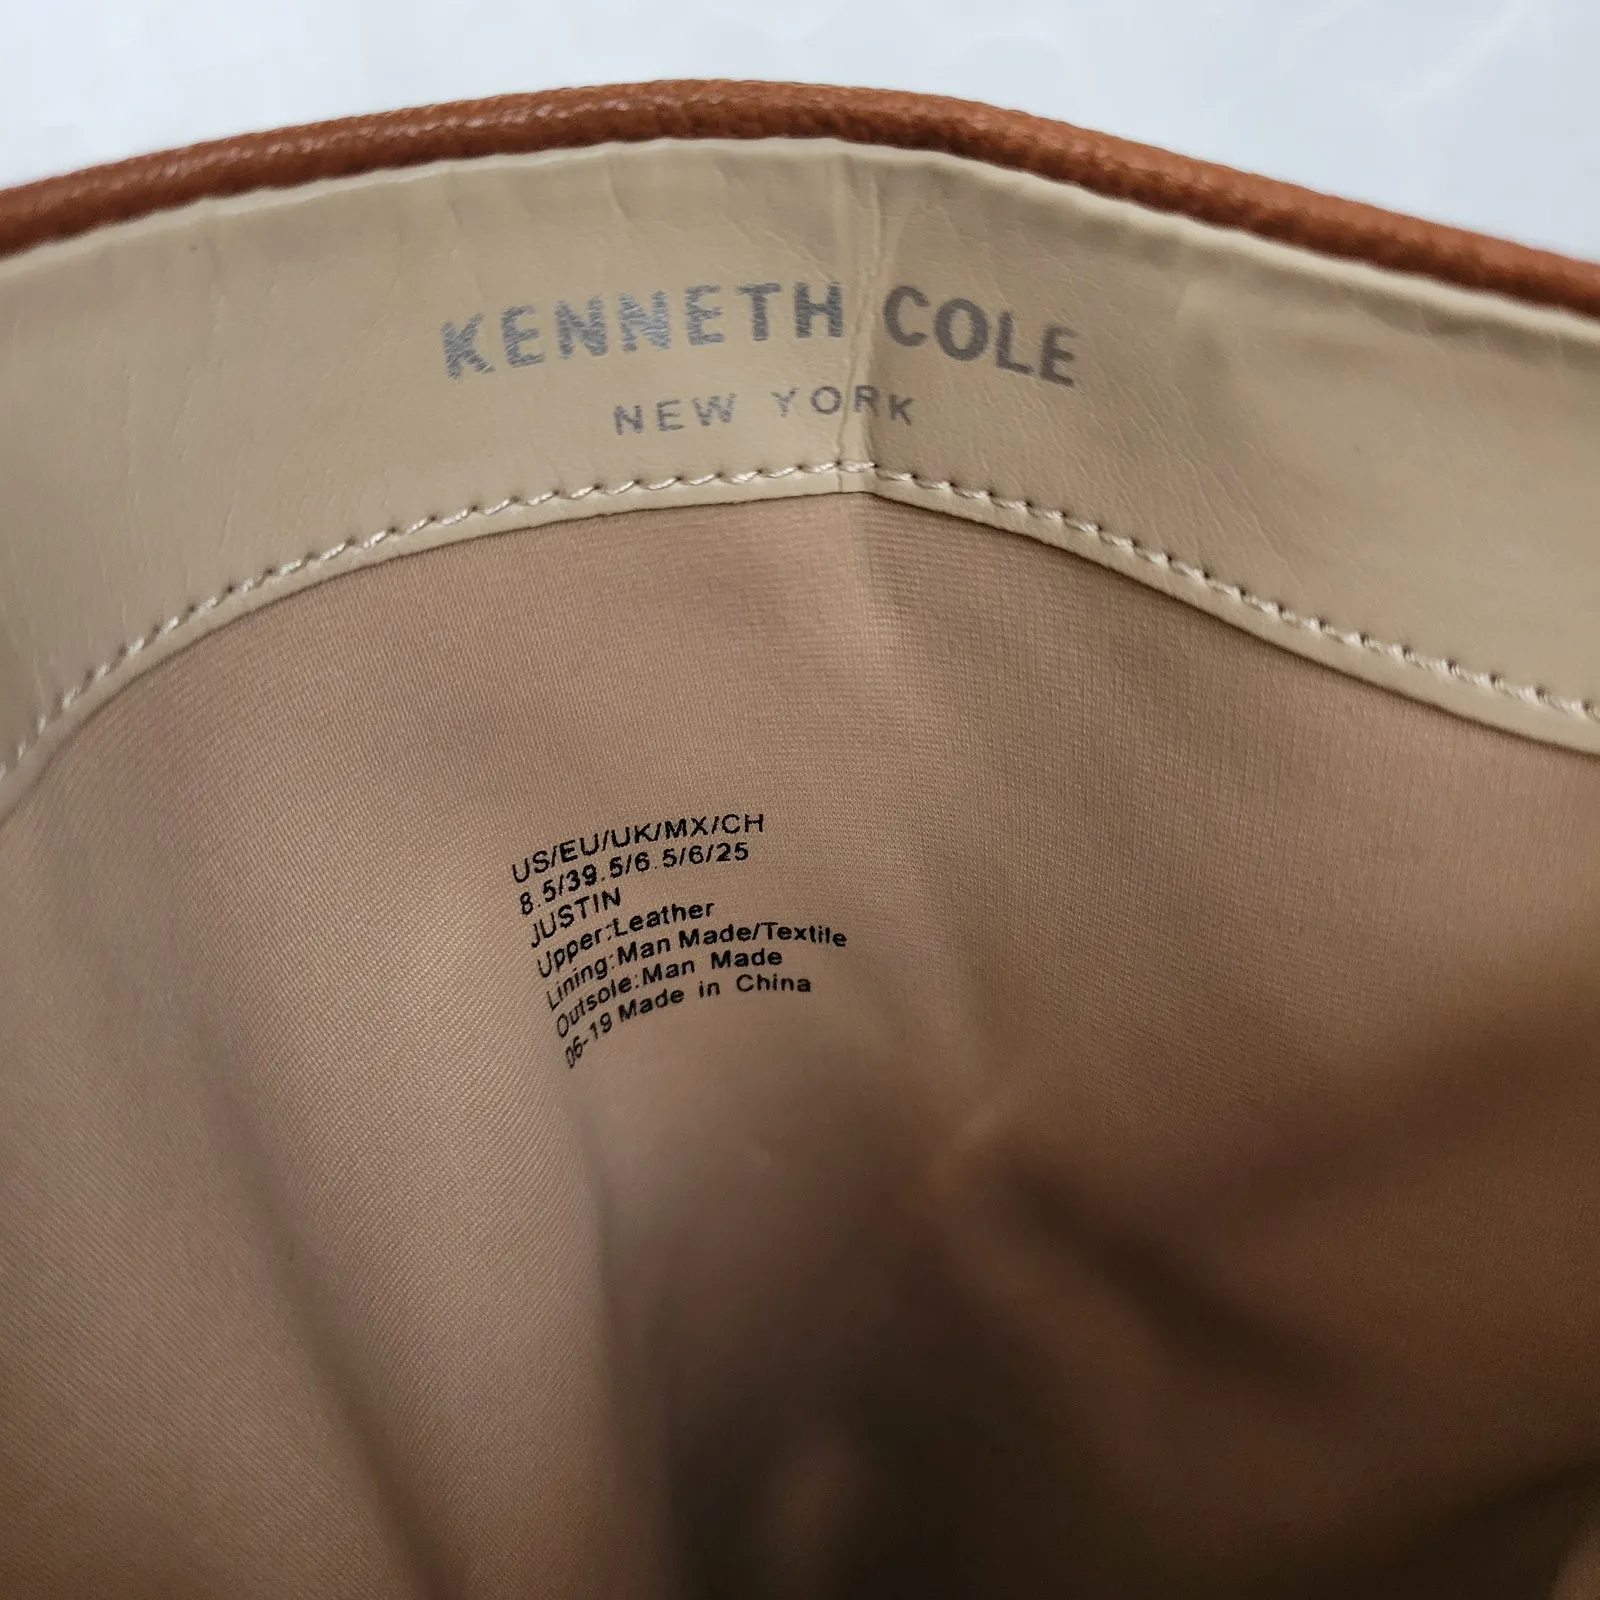 KENNETH COLE
NEW YORK
US/EU/UK/MX/CH
8.5/39.5/6.5/6/25
JUSTIN
Upper:Leather
Lining:Man Made/Textile
Outsole:Man Made
06-19 Made in China